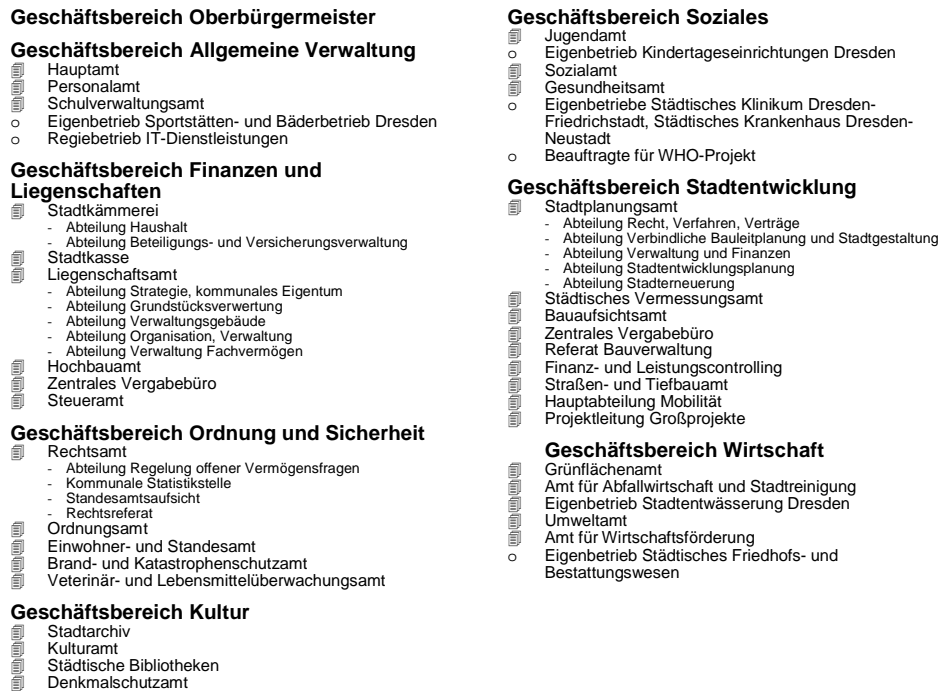 Geschäftsbereich Oberbürgermeister
Geschäftsbereich Allgemeine Verwaltung
Hauptamt
Personalamt
Schulverwaltungsamt
o Eigenbetrieb Sportstätten- und Bäderbetrieb Dresden
o Regiebetrieb IT-Dienstleistungen
Geschäftsbereich Finanzen und
Liegenschaften
Stadtkämmerei
- Abteilung Haushalt
- Abteilung Beteiligungs- und Versicherungsverwaltung
Stadtkasse
Liegenschaftsamt
- Abteilung Strategie, kommunales Eigentum
- Abteilung Grundstücksverwertung
- Abteilung Verwaltungsgebäude
- Abteilung Organisation, Verwaltung
- Abteilung Verwaltung Fachvermögen
Hochbauamt
Zentrales Vergabebüro
Steueramt
Geschäftsbereich Ordnung und Sicherheit
Rechtsamt
- Abteilung Regelung offener Vermögensfragen
- Kommunale Statistikstelle
- Standesamtsaufsicht
- Rechtsreferat
Ordnungsamt
Einwohner- und Standesamt
Brand- und Katastrophenschutzamt
Veterinär- und Lebensmittelüberwachungsamt
Geschäftsbereich Kultur
Stadtarchiv
Kulturamt
Städtische Bibliotheken
Denkmalschutzamt
Geschäftsbereich Soziales
Jugendamt
o Eigenbetrieb Kindertageseinrichtungen Dresden
Sozialamt
Gesundheitsamt
o Eigenbetriebe Städtisches Klinikum Dresden-
Friedrichstadt, Städtisches Krankenhaus Dresden-
Neustadt
o Beauftragte für WHO-Projekt
Geschäftsbereich Stadtentwicklung
Stadtplanungsamt
- Abteilung Recht, Verfahren, Verträge
- Abteilung Verbindliche Bauleitplanung und Stadtgestaltung
- Abteilung Verwaltung und Finanzen
- Abteilung Stadtentwicklungsplanung
- Abteilung Stadterneuerung
Städtisches Vermessungsamt
Bauaufsichtsamt
Zentrales Vergabebüro
Referat Bauverwaltung
Finanz- und Leistungscontrolling
Straßen- und Tiefbauamt
Hauptabteilung Mobilität
Projektleitung Großprojekte
Geschäftsbereich Wirtschaft
Grünflächenamt
Amt für Abfallwirtschaft und Stadtreinigung
Eigenbetrieb Stadtentwässerung Dresden
Umweltamt
Amt für Wirtschaftsförderung
o Eigenbetrieb Städtisches Friedhofs- und
Bestattungswesen